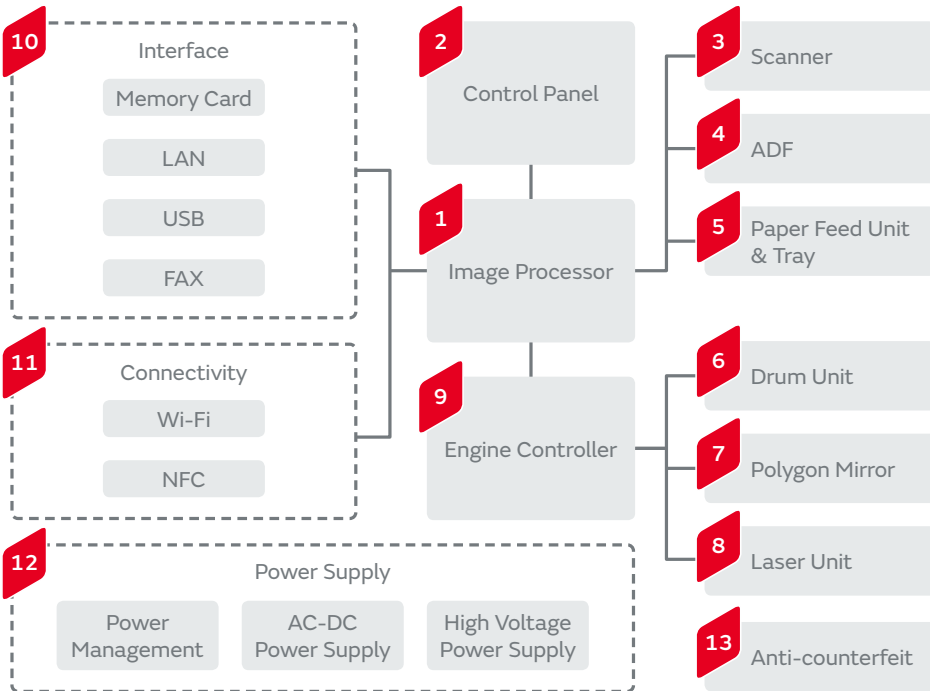 10
Interface
Memory Card
LAN
USB
FAX
11
Connectivity
Wi-Fi
NFC
2
Control Panel
1
Image Processor
9
Engine Controller
3
Scanner
4
ADF
5
Paper Feed Unit
& Tray
6
Drum Unit
7
Polygon Mirror
8
Laser Unit
12
Power Supply
Power
Management
AC-DC
Power Supply
High Voltage
Power Supply
13
Anti-counterfeit